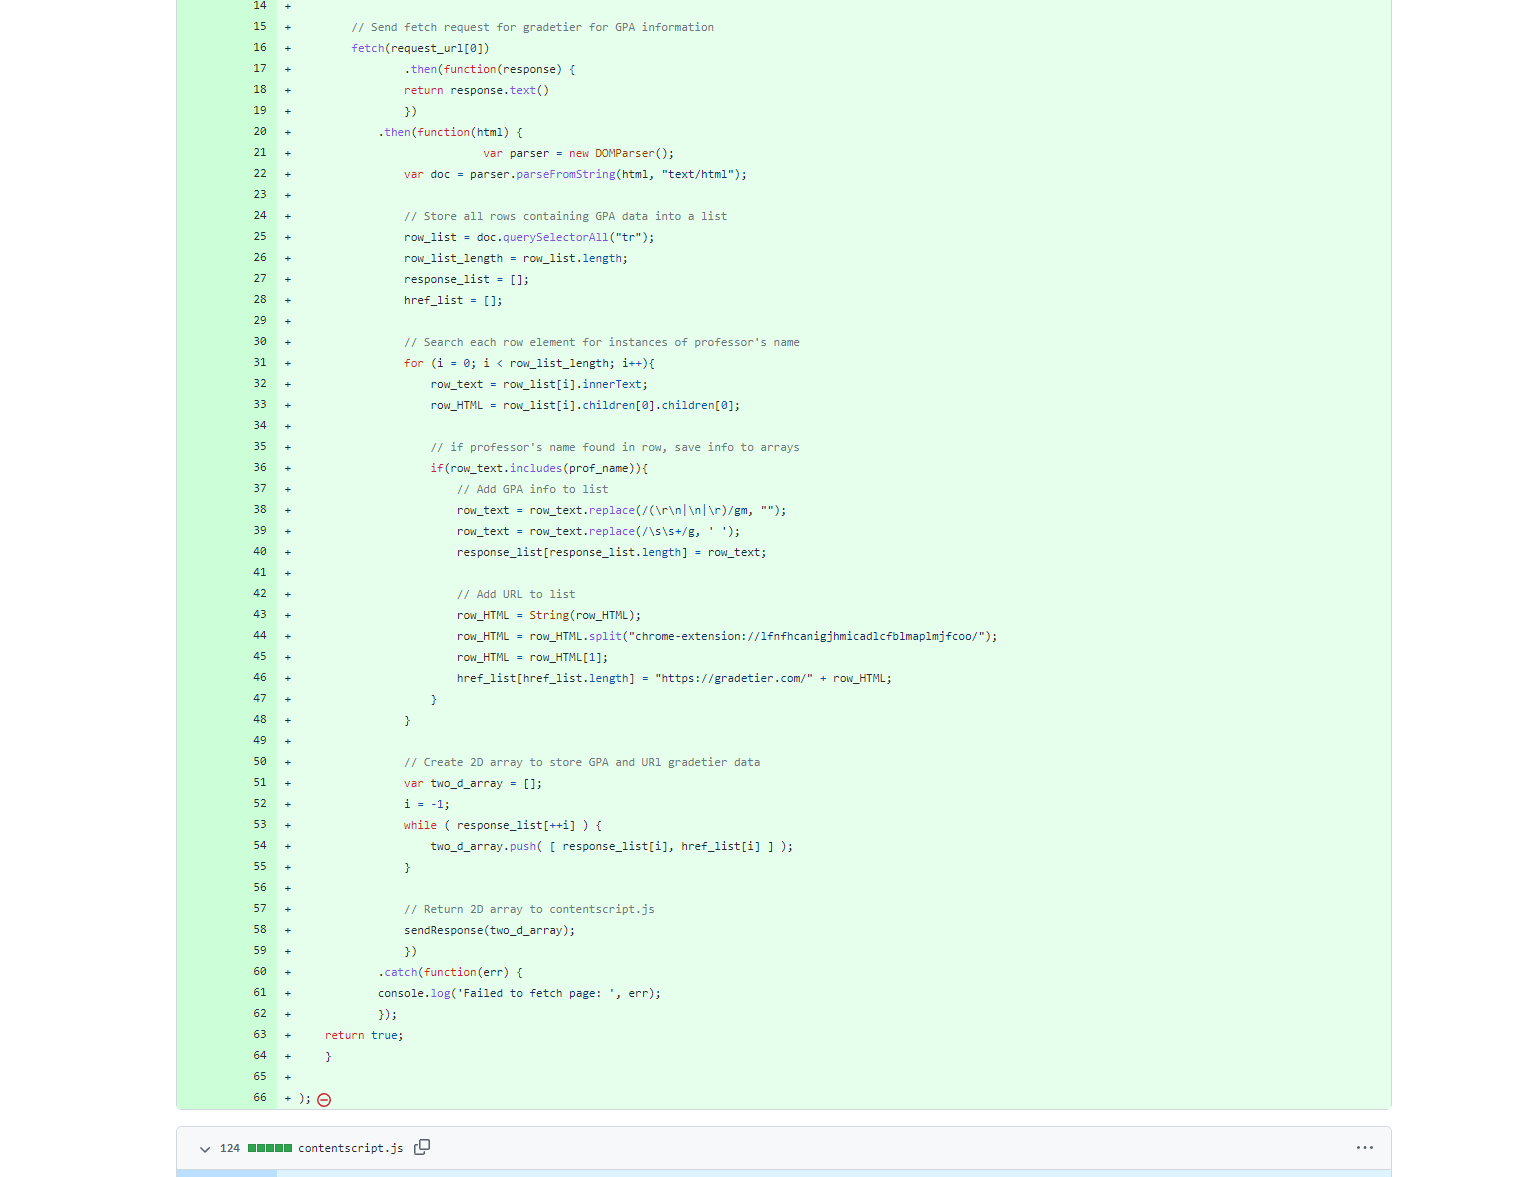 14 +
15 + // Send fetch request for gradetier for GPA information
16 + fetch(request_url[0])
17 + .then(function(response) {
18 + return response.text()
19 + })
20 + .then(function(html) {
21 + var parser = new DOMParser();
22 + var doc = parser.parseFromString(html, "text/html");
23 +
24 + // Store all rows containing GPA data into a list
25 + row_list = doc.querySelectorAll("tr");
26 + row_list_length = row_list.length;
27 + response_list = [];
28 + href_list = [];
29 +
30 + // Search each row element for instances of professor's name
31 + for (i = 0; i < row_list_length; i++){
32 + row_text = row_list[i].innerText;
33 + row_HTML = row_list[i].children[0].children[0];
34 +
35 + // if professor's name found in row, save info to arrays
36 + if(row_text.includes(prof_name)){
37 + // Add GPA info to list
38 + row_text = row_text.replace(/(\r\n|\n|\r)/gm, "");
39 + row_text = row_text.replace(/\s\s+/g, ' ');
40 + response_list[response_list.length] = row_text;
41 +
42 + // Add URL to list
43 + row_HTML = String(row_HTML);
44 + row_HTML = row_HTML.split("chrome-extension://lfnfhcanigjhmicadlcfblmaplmjfcoo/");
45 + row_HTML = row_HTML[1];
46 + href_list[href_list.length] = "https://gradetier.com/" + row_HTML;
47 + }
48 + }
49 +
50 + // Create 2D array to store GPA and URl gradetier data
51 + var two_d_array = [];
52 + i = -1;
53 + while ( response_list[++i] ) {
54 + two_d_array.push( [ response_list[i], href_list[i] ] );
55 + }
56 +
57 + // Return 2D array to contentscript.js
58 + sendResponse(two_d_array);
59 + })
60 + .catch(function(err) {
61 + console.log('Failed to fetch page: ', err);
62 + });
63 + return true;
64 + }
65 +
66 + );
124 contentscript.js